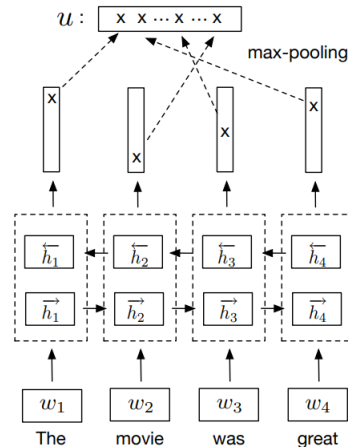 u : x x ... x ... x
max-pooling
x x x x
←h₁ ←h₂ ←h₃ ←h₄
→h₁ →h₂ →h₃ →h₄
w₁ w₂ w₃ w₄
The movie was great